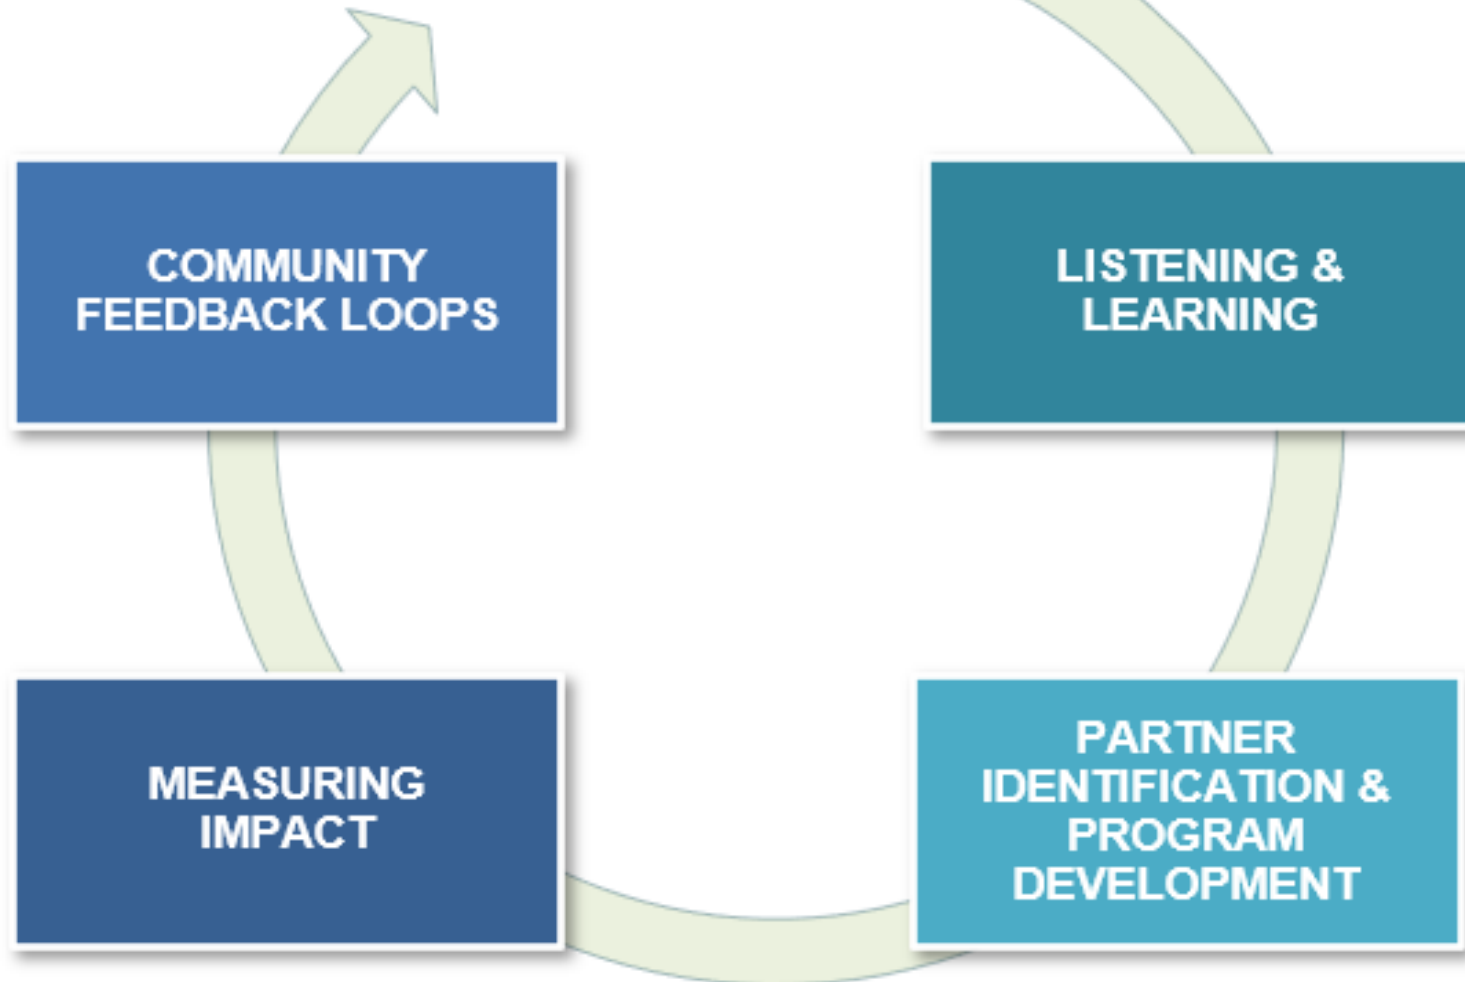 COMMUNITY
FEEDBACK LOOPS
LISTENING &
LEARNING
MEASURING
IMPACT
PARTNER
IDENTIFICATION &
PROGRAM
DEVELOPMENT